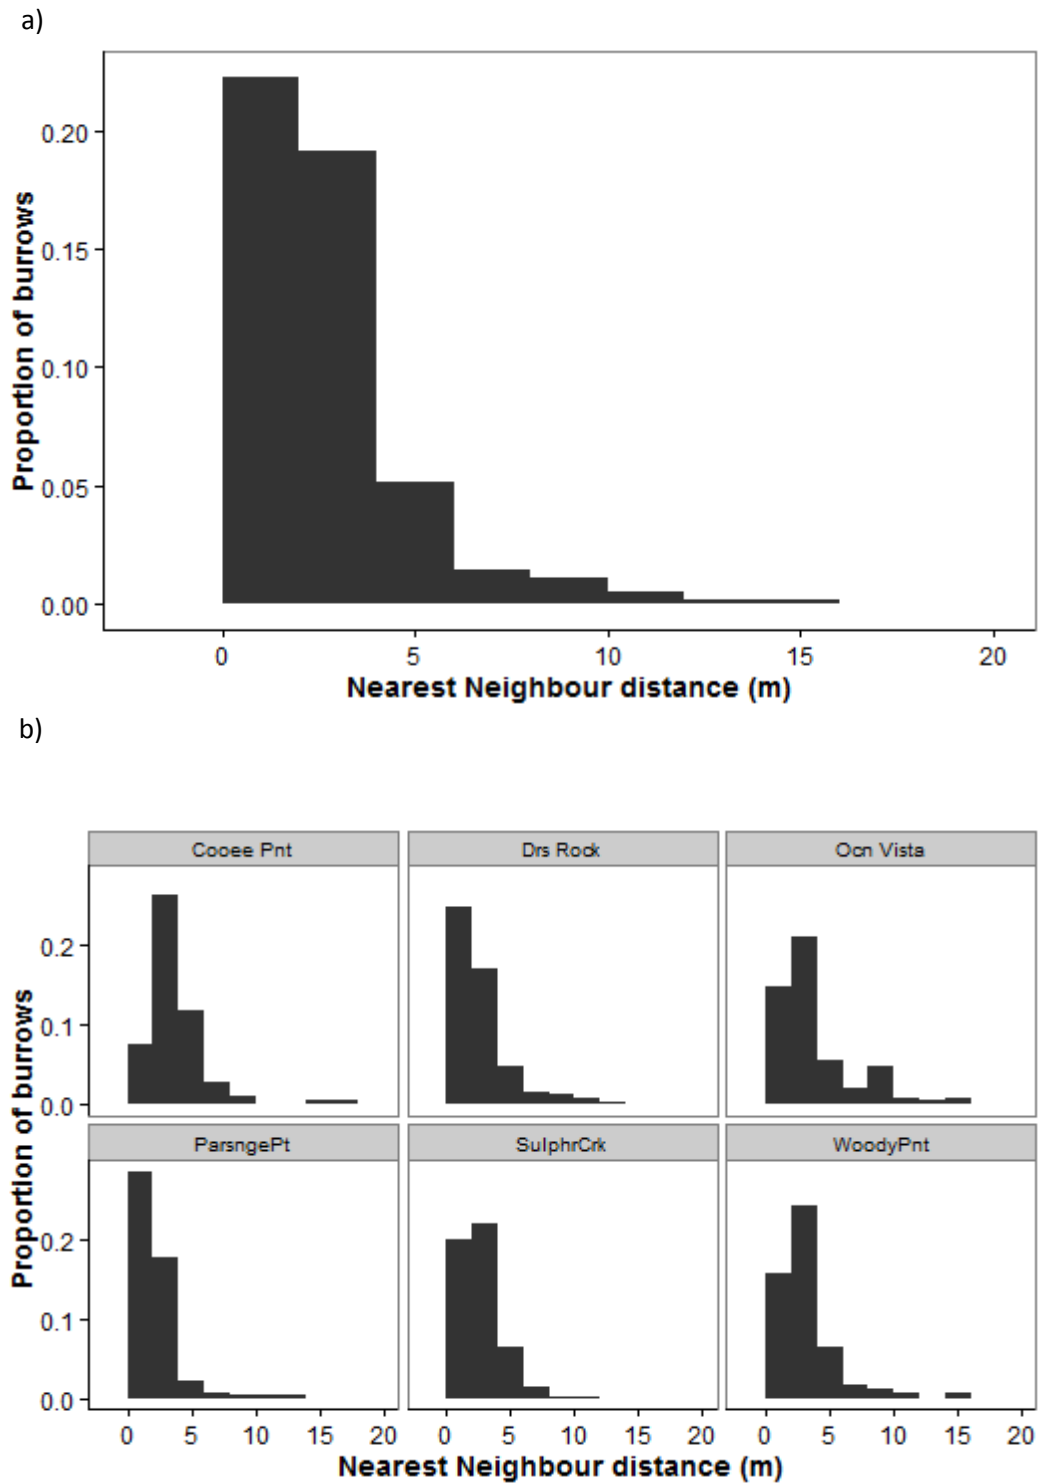 a)
Proportion of burrows
0.20
0.15
0.10
0.05
0.00
0 5 10 15 20
Nearest Neighbour distance (m)
b)
Cooee Pnt Drs Rock Ocn Vista
Proportion of burrows
0.2
0.1
0.0
ParsngePt SulphrCrk WoodyPnt
0.2
0.1
0.0
0 5 10 15 20 0 5 10 15 20 0 5 10 15 20
Nearest Neighbour distance (m)